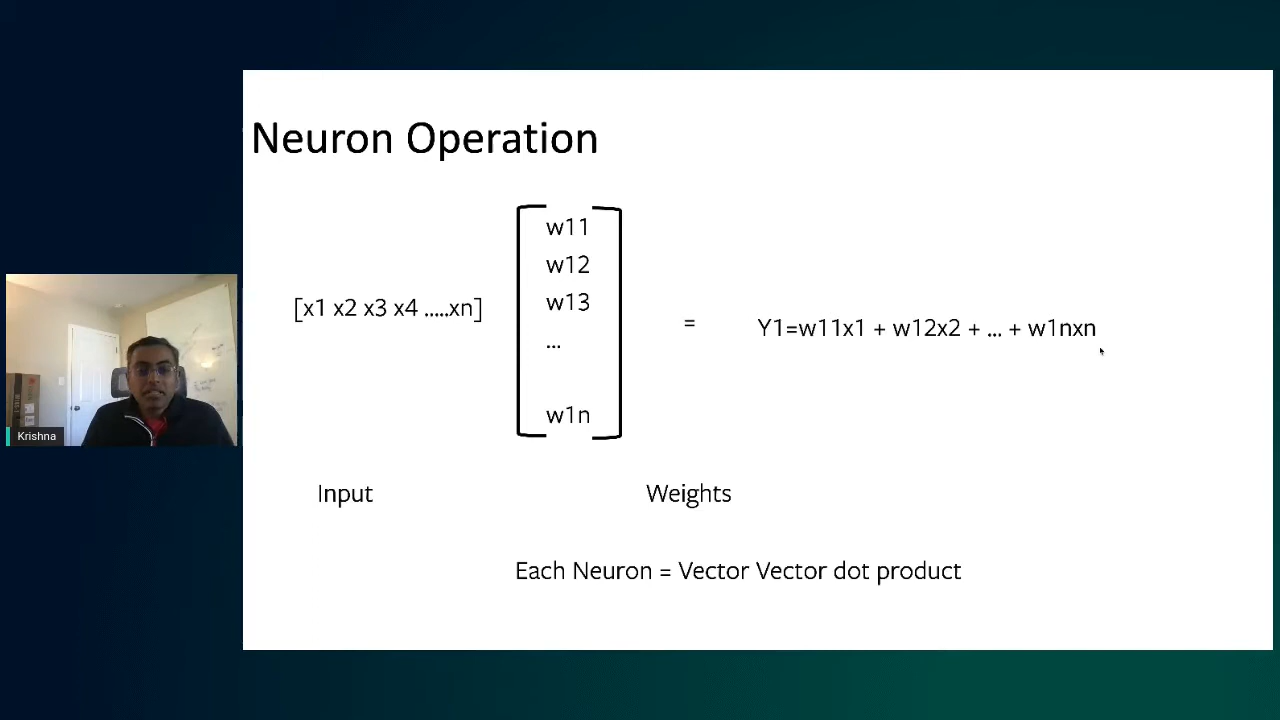 Neuron Operation
[x1 x2 x3 x4 .....xn]
w11
w12
w13
...
w1n
=
Y1=w11x1 + w12x2 + ... + w1nxn
Input
Weights
Each Neuron = Vector Vector dot product
Krishna